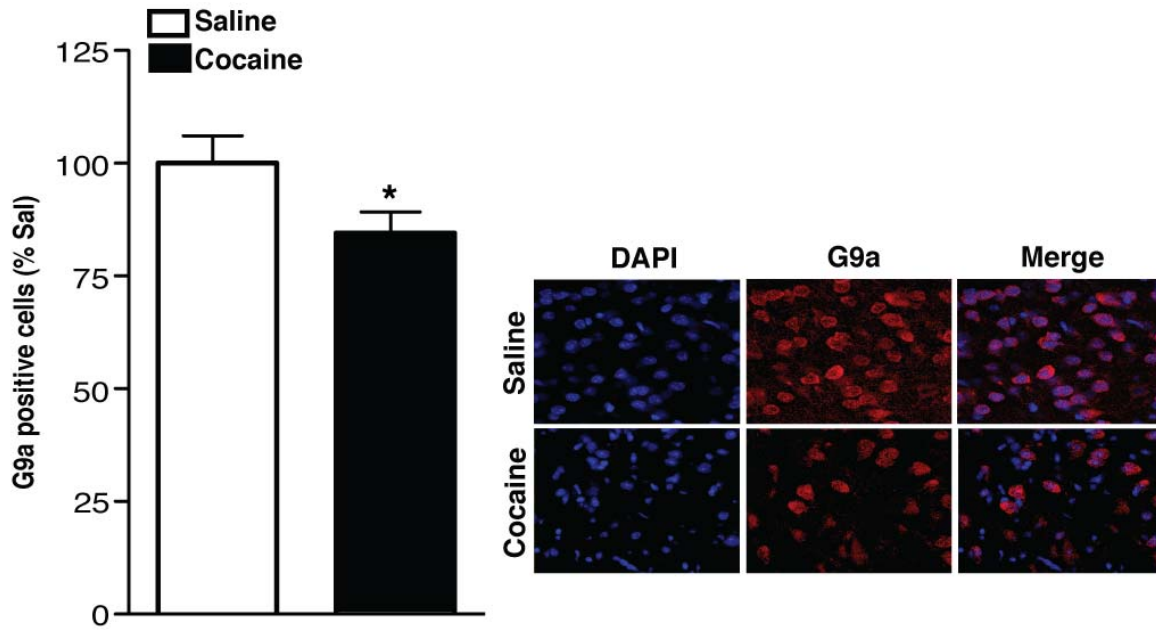 Saline
Cocaine
125
100
75
50
25
0
G9a positive cells (% Sal)
*
DAPI G9a Merge
Saline
Cocaine